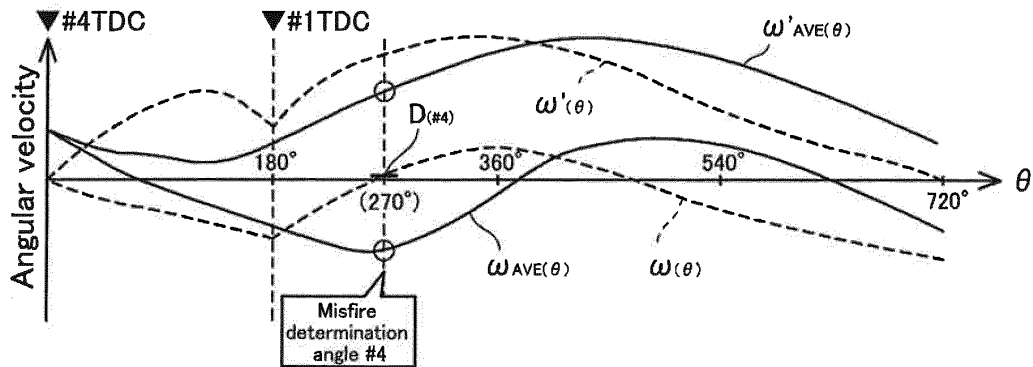 ▼#4TDC ▼#1TDC
Angular velocity
ω'AVE(θ)
ω'(θ)
D(#4)
180° 360° 540° θ
(270°) 720°
ωAVE(θ) ω(θ)
Misfire
determination
angle #4